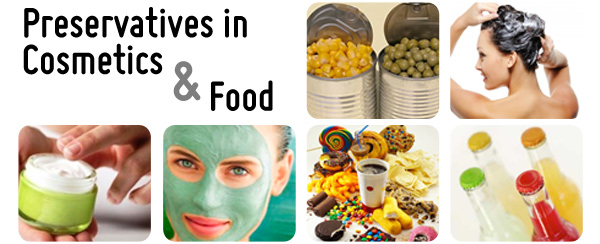 Preservatives in
Cosmetics
& Food